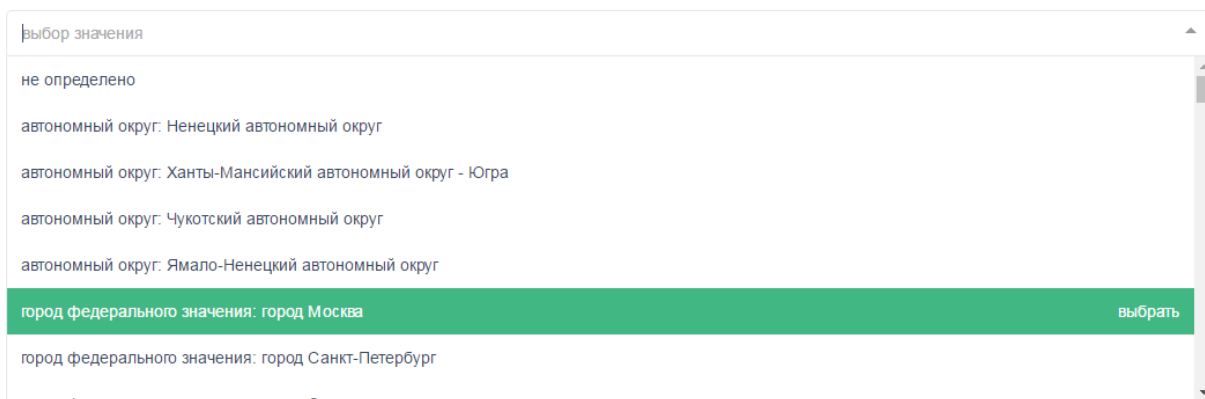 выбор значения
не определено
автономный округ: Ненецкий автономный округ
автономный округ: Ханты-Мансийский автономный округ - Югра
автономный округ: Чукотский автономный округ
автономный округ: Ямало-Ненецкий автономный округ
город федерального значения: город Москва выбрать
город федерального значения: город Санкт-Петербург